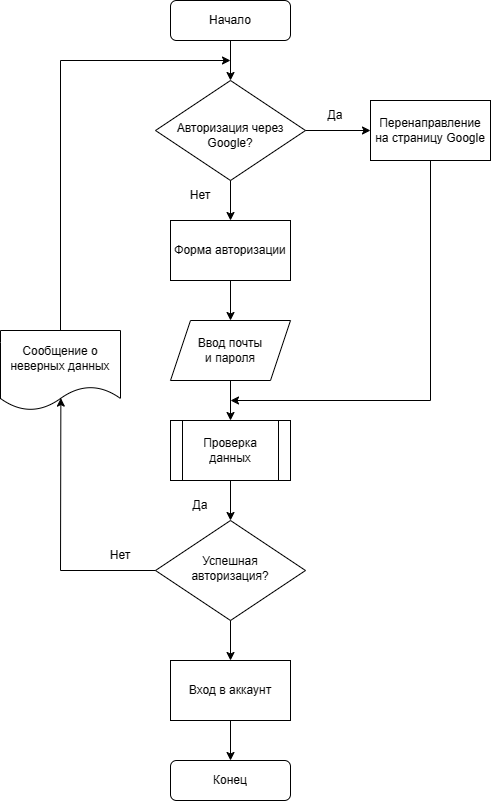 Начало
Авторизация через
Google?
Да
Перенаправление
на страницу Google
Нет
Форма авторизации
Ввод почты
и пароля
Сообщение о
неверных данных
Проверка
данных
Да
Нет
Успешная
авторизация?
Вход в аккаунт
Конец